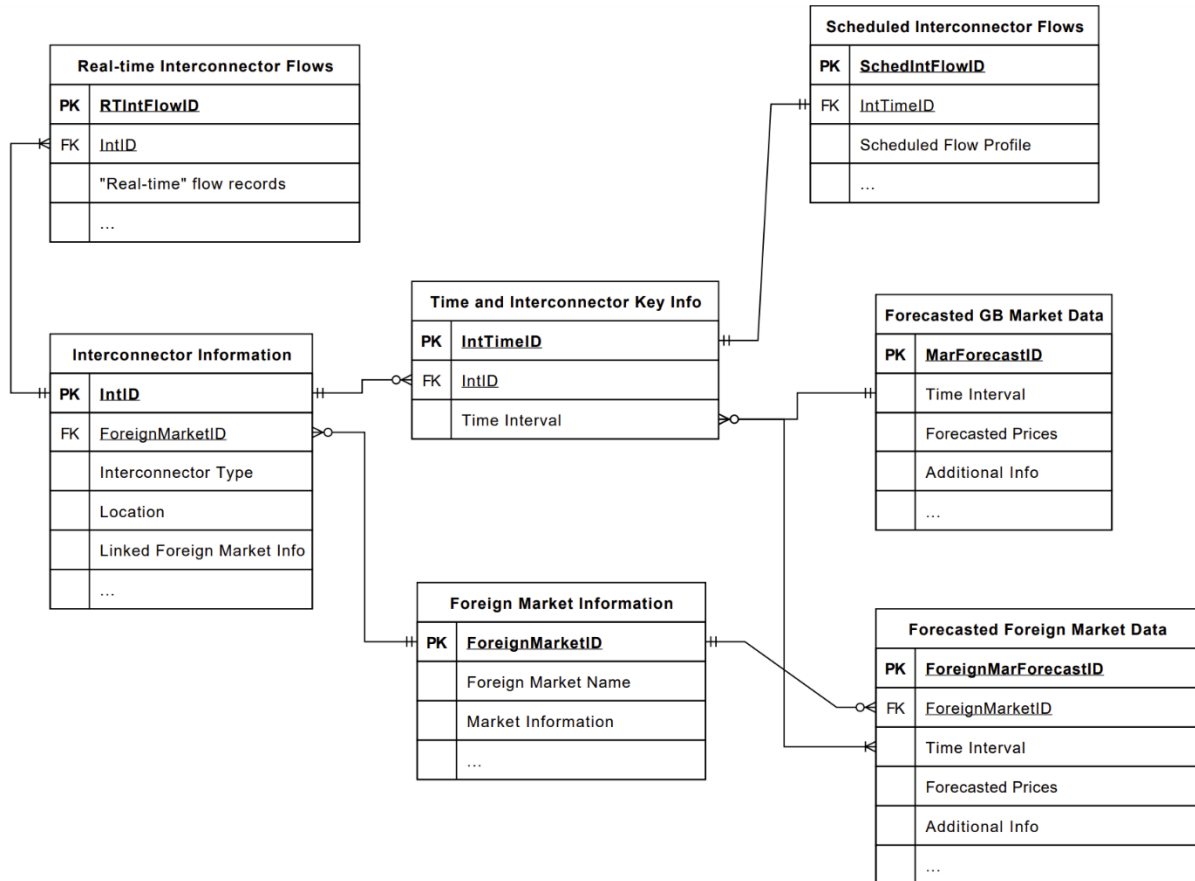 Scheduled Interconnector Flows
PK SchedIntFlowID
FK IntTimeID
Scheduled Flow Profile
...
Real-time Interconnector Flows
PK RTIntFlowID
FK IntID
"Real-time" flow records
...
Time and Interconnector Key Info
PK IntTimeID
FK IntID
Time Interval
Forecasted GB Market Data
PK MarForecastID
Time Interval
Forecasted Prices
Additional Info
...
Interconnector Information
PK IntID
FK ForeignMarketID
Interconnector Type
Location
Linked Foreign Market Info
...
Foreign Market Information
PK ForeignMarketID
Foreign Market Name
Market Information
...
Forecasted Foreign Market Data
PK ForeignMarForecastID
FK ForeignMarketID
Time Interval
Forecasted Prices
Additional Info
...